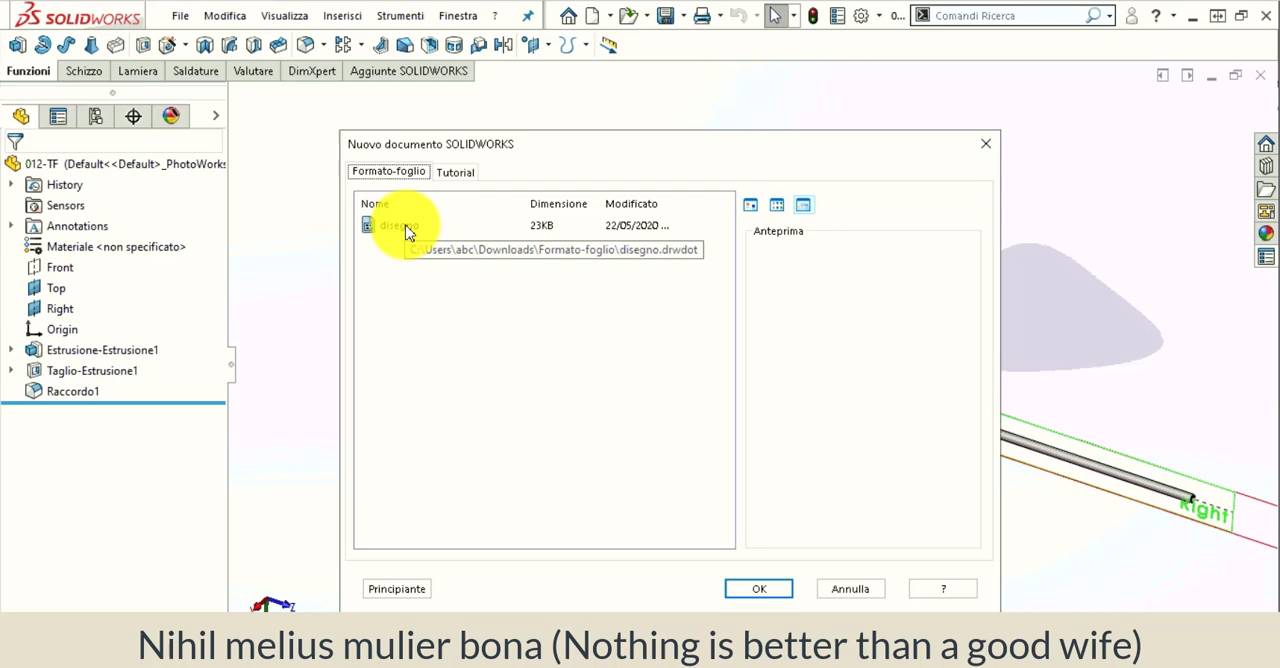 SOLIDWORKS File Modifica Visualizza Inserisci Strumenti Finestra ? 0... Comandi Ricerca ?
Funzioni Schizzo Lamiera Saldature Valutare DimXpert Aggiunte SOLIDWORKS
012-TF (Default<<Default>_PhotoWorks
History
Sensors
Annotations
Materiale <non specificato>
Front
Top
Right
Origin
Estrusione-Estrusione1
Taglio-Estrusione1
Raccordo1
Nuovo documento SOLIDWORKS
Formato-foglio Tutorial
Nome Dimensione Modificato
disegno 23KB 22/05/2020 ...
C:\Users\abc\Downloads\Formato-foglio\disegno.drwdot
Anteprima
Principiante OK Annulla ?
Right
Z
Nihil melius mulier bona (Nothing is better than a good wife)